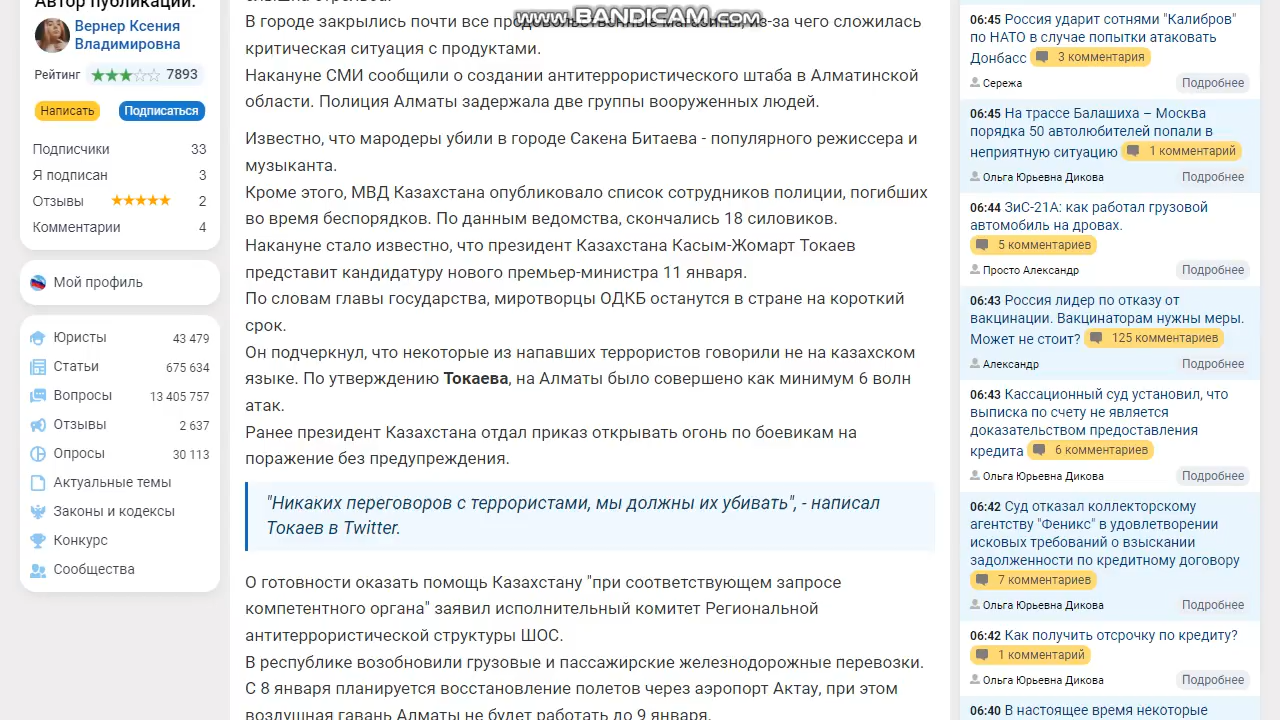 Автор публикации:
Вернер Ксения
Владимировна
Рейтинг 7893
Написать Подписаться
Подписчики 33
Я подписан 3
Отзывы 2
Комментарии 4
Мой профиль
Юристы 43 479
Статьи 675 634
Вопросы 13 405 757
Отзывы 2 637
Опросы 30 113
Актуальные темы
Законы и кодексы
Конкурс
Сообщества
www.BANDICAM.com
В городе закрылись почти все продовольственные магазины, из-за чего сложилась
критическая ситуация с продуктами.
Накануне СМИ сообщили о создании антитеррористического штаба в Алматинской
области. Полиция Алматы задержала две группы вооруженных людей.
Известно, что мародеры убили в городе Сакена Битаева - популярного режиссера и
музыканта.
Кроме этого, МВД Казахстана опубликовало список сотрудников полиции, погибших
во время беспорядков. По данным ведомства, скончались 18 силовиков.
Накануне стало известно, что президент Казахстана Касым-Жомарт Токаев
представит кандидатуру нового премьер-министра 11 января.
По словам главы государства, миротворцы ОДКБ останутся в стране на короткий
срок.
Он подчеркнул, что некоторые из напавших террористов говорили не на казахском
языке. По утверждению Токаева, на Алматы было совершено как минимум 6 волн
атак.
Ранее президент Казахстана отдал приказ открывать огонь по боевикам на
поражение без предупреждения.
"Никаких переговоров с террористами, мы должны их убивать", - написал
Токаев в Twitter.
О готовности оказать помощь Казахстану "при соответствующем запросе
компетентного органа" заявил исполнительный комитет Региональной
антитеррористической структуры ШОС.
В республике возобновили грузовые и пассажирские железнодорожные перевозки.
С 8 января планируется восстановление полетов через аэропорт Актау, при этом
воздушная гавань Алматы не будет работать до 9 января.
06:45 Россия ударит сотнями "Калибров"
по НАТО в случае попытки атаковать
Донбасс 3 комментария
Сережа Подробнее
06:45 На трассе Балашиха – Москва
порядка 50 автолюбителей попали в
неприятную ситуацию 1 комментарий
Ольга Юрьевна Дикова Подробнее
06:44 ЗиС-21А: как работал грузовой
автомобиль на дровах.
5 комментариев
Просто Александр Подробнее
06:43 Россия лидер по отказу от
вакцинации. Вакцинаторам нужны меры.
Может не стоит? 125 комментариев
Александр Подробнее
06:43 Кассационный суд установил, что
выписка по счету не является
доказательством предоставления
кредита 6 комментариев
Ольга Юрьевна Дикова Подробнее
06:42 Суд отказал коллекторскому
агентству "Феникс" в удовлетворении
исковых требований о взыскании
задолженности по кредитному договору
7 комментариев
Ольга Юрьевна Дикова Подробнее
06:42 Как получить отсрочку по кредиту?
1 комментарий
Ольга Юрьевна Дикова Подробнее
06:40 В настоящее время некоторые